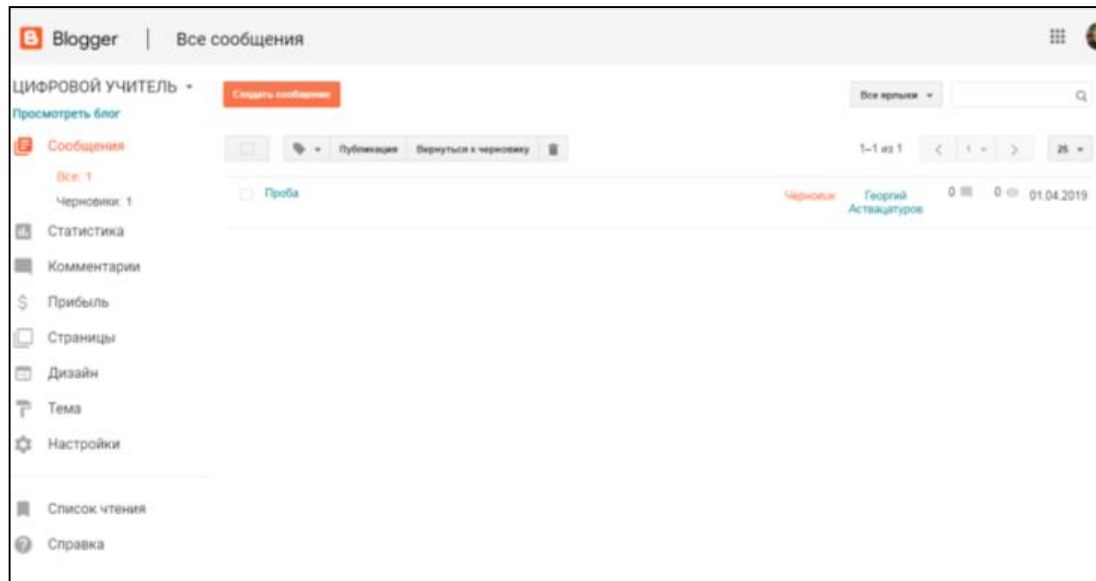 Blogger | Все сообщения
ЦИФРОВОЙ УЧИТЕЛЬ
Просмотреть блог
Создать сообщение
Все ярлыки
Сообщения
Все: 1
Черновики: 1
Публикация Вернуться к черновику
1–1 из 1 1 25
Проба Черновик Георгий Аствацатуров 0 0 01.04.2019
Статистика
Комментарии
Прибыль
Страницы
Дизайн
Тема
Настройки
Список чтения
Справка